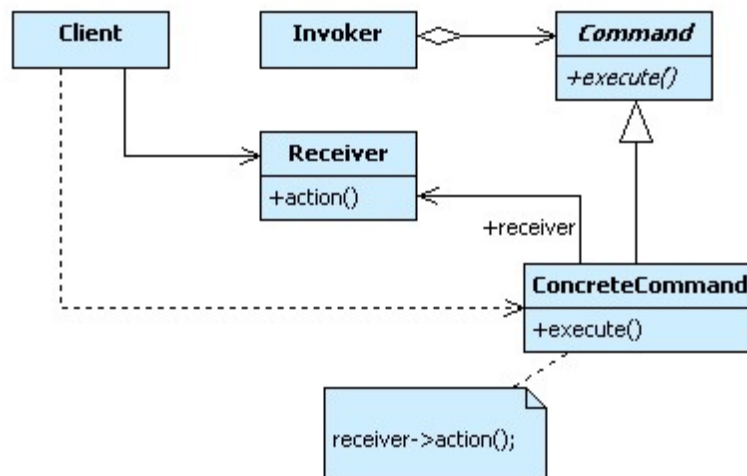 Client
Invoker
Command
+execute()
Receiver
+action()
+receiver
ConcreteCommand
+execute()
receiver->action();